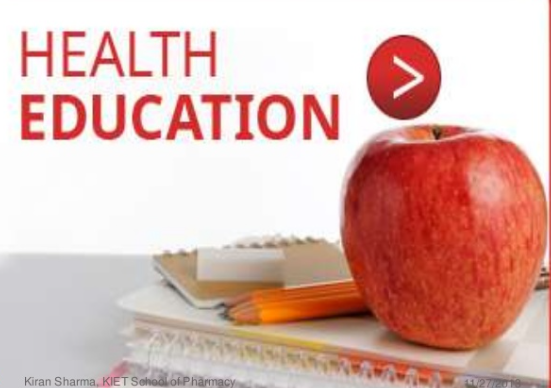 HEALTH
EDUCATION
>
Kiran Sharma, KIET School of Pharmacy